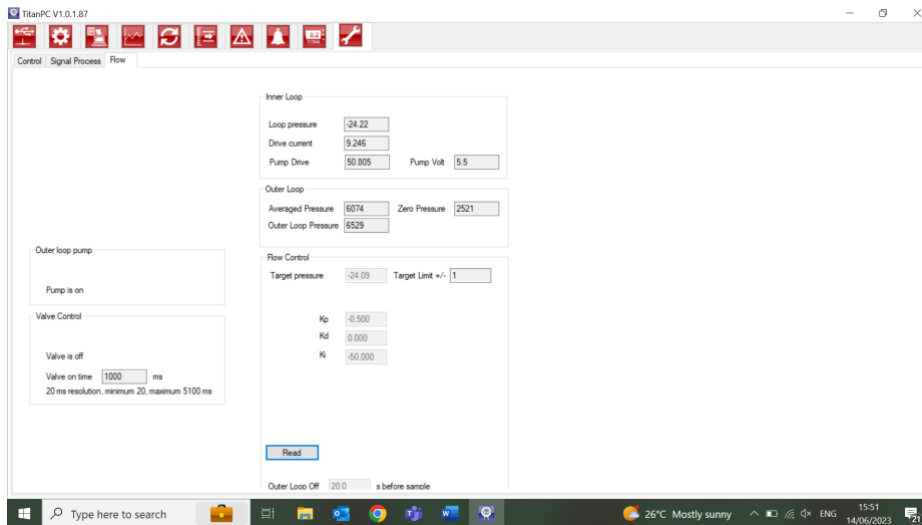 TitanPC V1.0.1.87
Control Signal Process Flow
Inner Loop
Loop pressure -24.22
Drive current 9.246
Pump Drive 50.805 Pump Volt 5.5
Outer Loop
Averaged Pressure 6074 Zero Pressure 2521
Outer Loop Pressure 6529
Outer loop pump
Pump is on
Valve Control
Valve is off
Valve on time 1000 ms
20 ms resolution, minimum 20, maximum 5100 ms
Flow Control
Target pressure -24.09 Target Limit +/- 1
Kp -0.500
Kd 0.000
Ki -50.000
Read
Outer Loop Off 20.0 s before sample
Type here to search
26°C Mostly sunny
ENG
15:51
14/06/2023